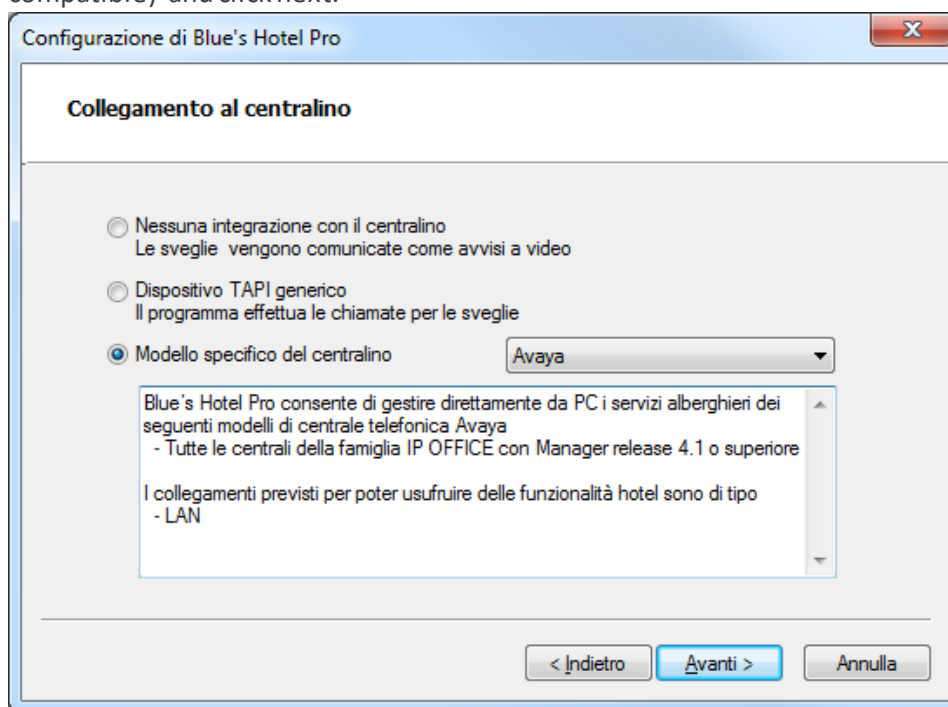 compatible) and click next.
Configurazione di Blue's Hotel Pro
Collegamento al centralino
Nessuna integrazione con il centralino
Le sveglie vengono comunicate come avvisi a video
Dispositivo TAPI generico
Il programma effettua le chiamate per le sveglie
Modello specifico del centralino
Avaya
Blue's Hotel Pro consente di gestire direttamente da PC i servizi alberghieri dei
seguenti modelli di centrale telefonica Avaya
- Tutte le centrali della famiglia IP OFFICE con Manager release 4.1 o superiore
I collegamenti previsti per poter usufruire delle funzionalità hotel sono di tipo
- LAN
< Indietro
Avanti >
Annulla